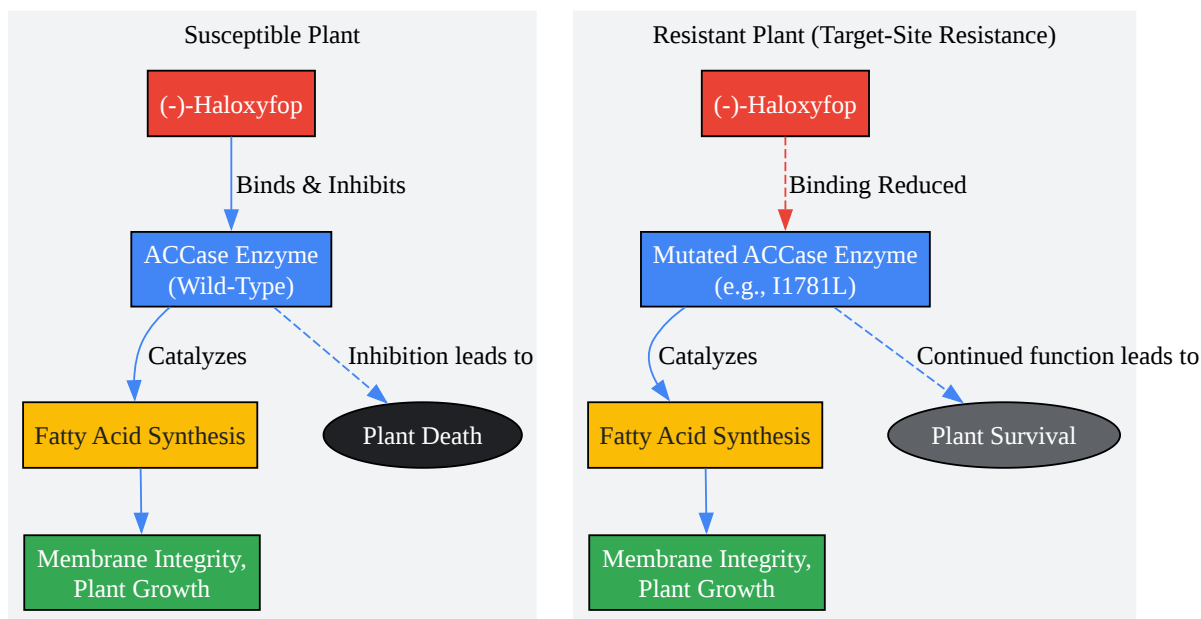 Susceptible Plant
(-)-Haloxyfop
Binds & Inhibits
ACCase Enzyme
(Wild-Type)
Catalyzes
Inhibition leads to
Fatty Acid Synthesis
Plant Death
Membrane Integrity,
Plant Growth
Resistant Plant (Target-Site Resistance)
(-)-Haloxyfop
Binding Reduced
Mutated ACCase Enzyme
(e.g., I1781L)
Catalyzes
Continued function leads to
Fatty Acid Synthesis
Plant Survival
Membrane Integrity,
Plant Growth